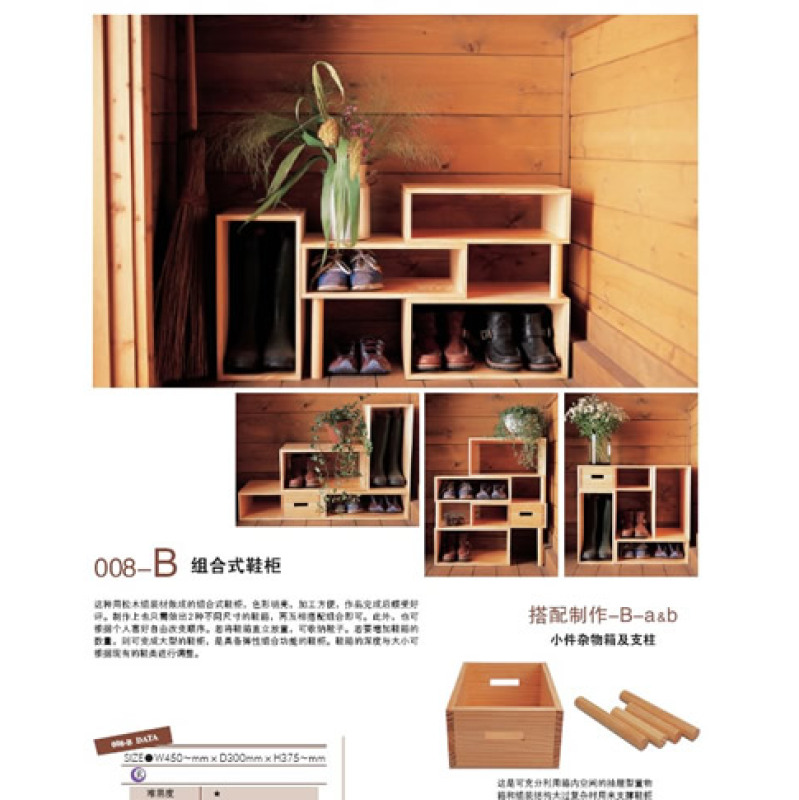 008-B 组合式鞋柜
这种用松木组装材做成的组合式鞋柜，色彩明亮，加工方便，作品完成后颇受好
评。制作上也只需做出2种不同尺寸的鞋箱，再互相搭配组合即可。此外，也可
根据个人喜好自由改变顺序。若将鞋箱直立放置，可收纳靴子。若要增加鞋箱的
数量，则可变成大型的鞋柜，是具备弹性组合功能的鞋柜。鞋箱的深度与大小可
根据现有的鞋类进行调整。
搭配制作-B-a&b
小件杂物箱及支柱
008-B DATA
SIZE●W450～mm x D300mm x H375～mm
难易度 ★
这是可充分利用箱内空间的抽屉型置物
箱和组装结构太过复杂时用来支撑鞋柜